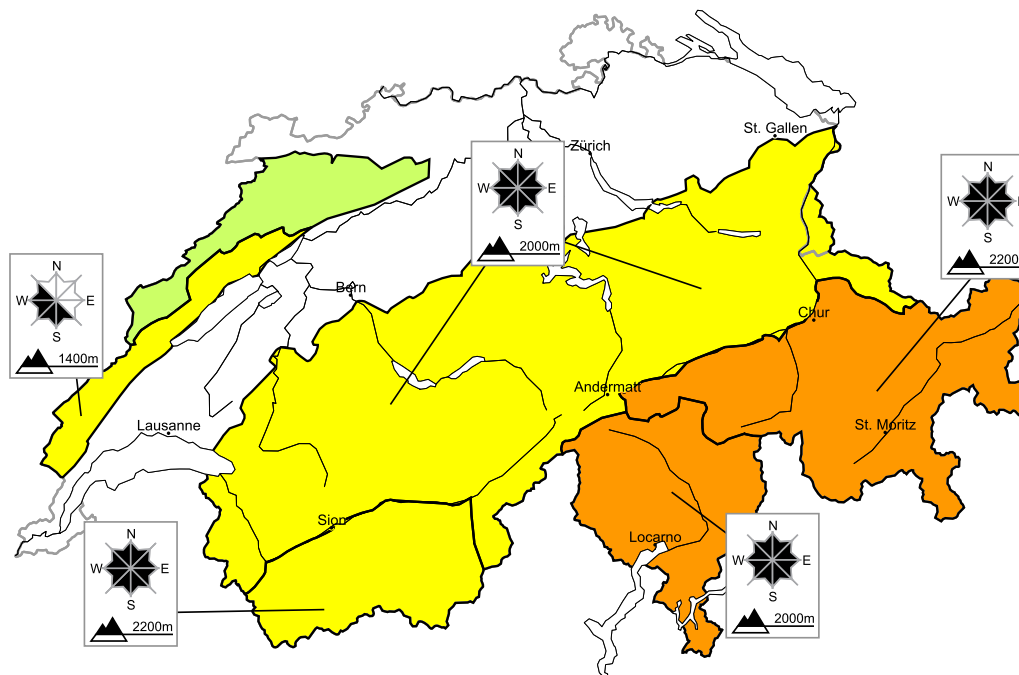 St. Gallen
Zürich
N
W E
S
2000m
N
W
S
2200
N
W E
S
1400m
Bern
Chur
Andermatt
Lausanne
St. Moritz
Sion
Locarno
N
W E
S
2200m
N
W E
S
2000m